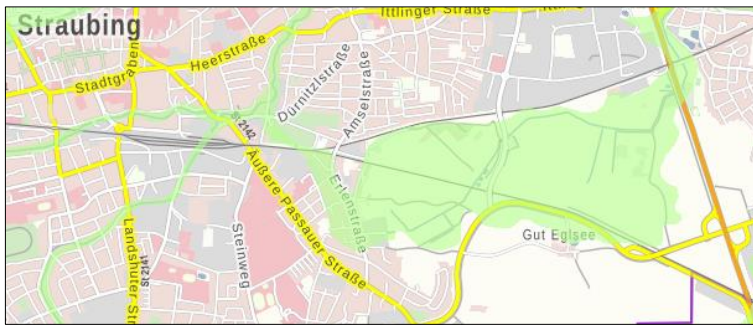 Straubing
Ittlinger Straße
Heerstraße
Stadtgraben
Dürnitzlstraße
Amselstraße
St 2142
Äußere Passauer Straße
Erlenstraße
Gut Eglsee
Steinweg
Landshuter-Str
St 2141